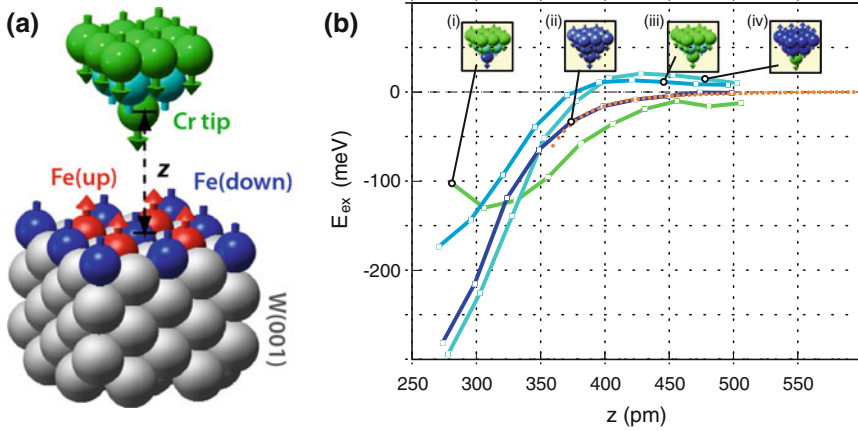 (a)
Cr tip
z
Fe(up)
Fe(down)
W(001)
(b)
(i)
(ii)
(iii)
(iv)
0
-100
-200
E_ex (meV)
250
300
350
400
450
500
550
z (pm)